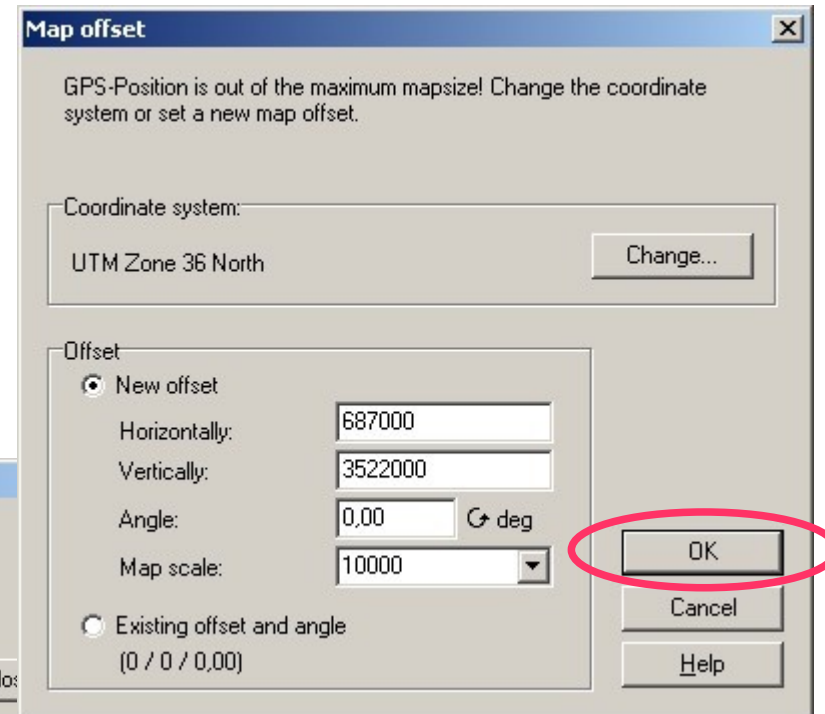 Map offset
GPS-Position is out of the maximum mapsize! Change the coordinate
system or set a new map offset.
Coordinate system:
UTM Zone 36 North
Change...
Offset
New offset
Horizontally: 687000
Vertically: 3522000
Angle: 0,00 deg
Map scale: 10000
Existing offset and angle
(0 / 0 / 0,00)
OK
Cancel
Help